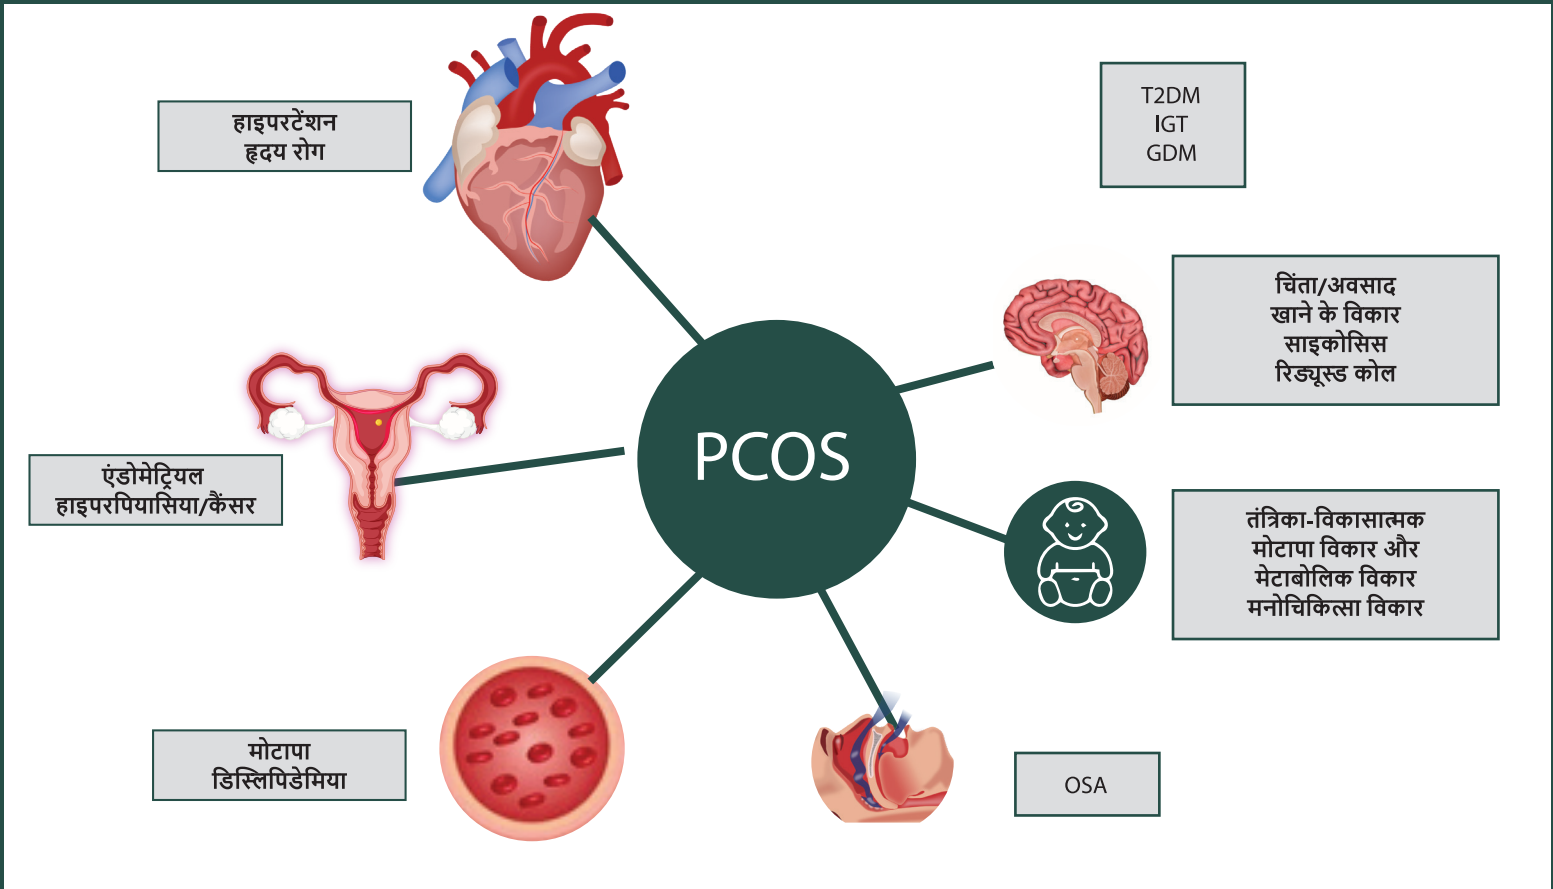 हाइपरटेंशन
हृदय रोग
T2DM
IGT
GDM
चिंता/अवसाद
खाने के विकार
साइकोसिस
रिड्यूस्ड कोल
PCOS
एंडोमेट्रियल
हाइपरपियासिया/कैंसर
तंत्रिका-विकासात्मक
मोटापा विकार और
मेटाबोलिक विकार
मनोचिकित्सा विकार
मोटापा
डिस्लिपिडेमिया
OSA